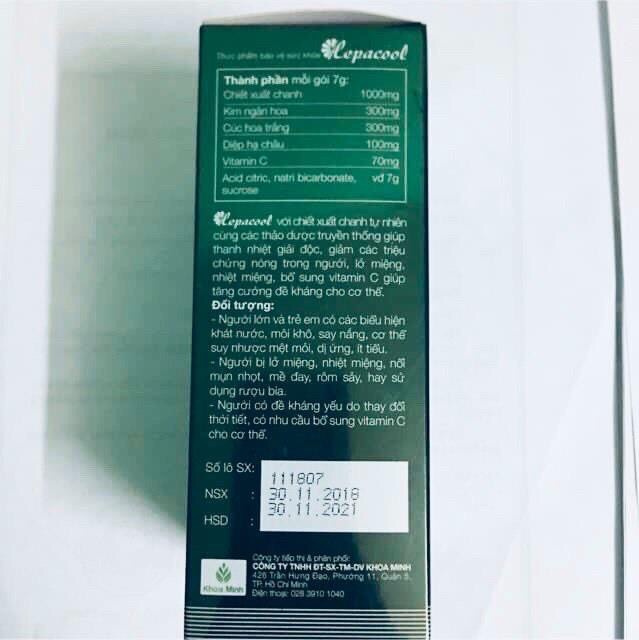 Thực phẩm bảo vệ sức khỏe Hepacool
Thành phần mỗi gói 7g:
Chiết xuất chanh 1000mg
Kim ngân hoa 300mg
Cúc hoa trắng 300mg
Diệp hạ châu 100mg
Vitamin C 70mg
Acid citric, natri bicarbonate, vđ 7g
sucrose
Hepacool với chiết xuất chanh tự nhiên
cùng các thảo dược truyền thống giúp
thanh nhiệt giải độc, giảm các triệu
chứng nóng trong người, lở miệng,
nhiệt miệng, bổ sung vitamin C giúp
tăng cường đề kháng cho cơ thể.
Đối tượng:
- Người lớn và trẻ em có các biểu hiện
khát nước, môi khô, say nắng, cơ thể
suy nhược mệt mỏi, dị ứng, ít tiểu.
- Người bị lở miệng, nhiệt miệng, nổi
mụn nhọt, mề đay, rôm sảy, hay sử
dụng rượu bia.
- Người có đề kháng yếu do thay đổi
thời tiết, có nhu cầu bổ sung vitamin C
cho cơ thể.
Số lô SX: 111807
NSX : 30.11.2018
HSD : 30.11.2021
Công ty tiếp thị & phân phối:
CÔNG TY TNHH ĐT-SX-TM-DV KHOA MINH
426 Trần Hưng Đạo, Phường 11, Quận 5,
TP. Hồ Chí Minh
Điện thoại: 028 3910 1040
Khoa Minh